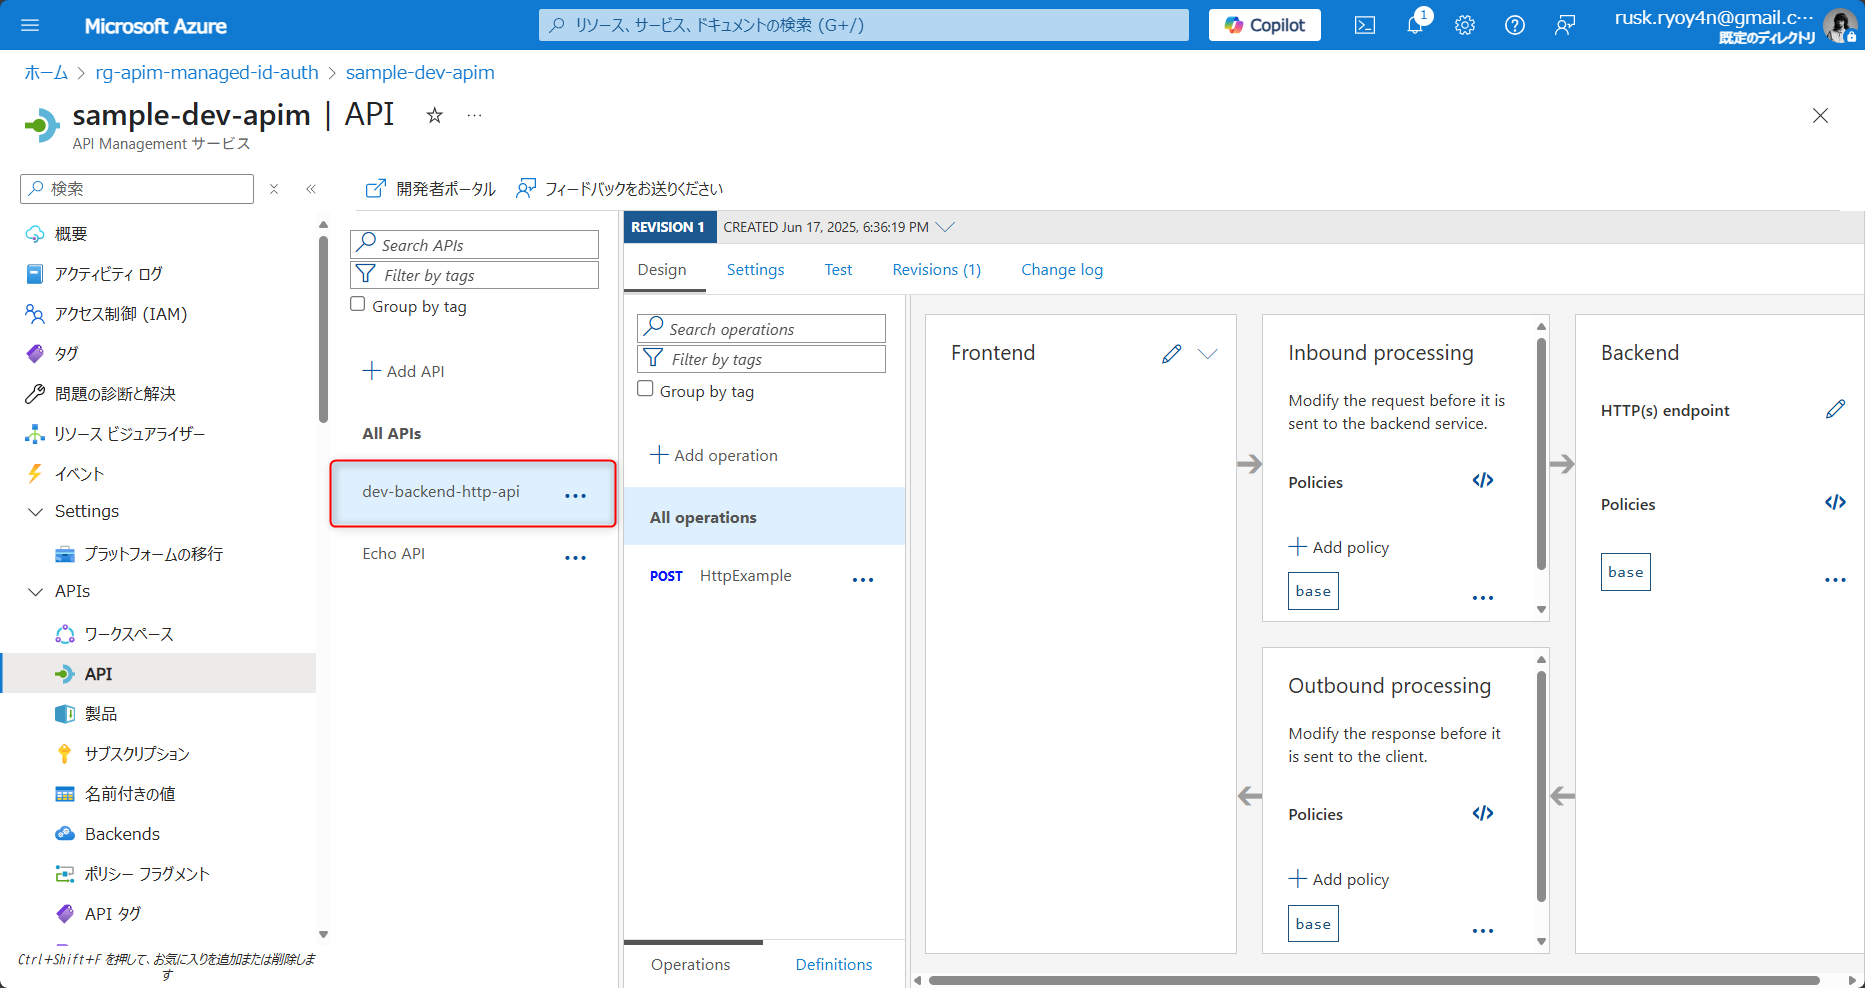 Microsoft Azure
リソース、サービス、ドキュメントの検索 (G+/)
Copilot
1
rusk.ryoy4n@gmail.c…
既定のディレクトリ
ホーム > rg-apim-managed-id-auth > sample-dev-apim
sample-dev-apim | API
API Management サービス
検索
開発者ポータル
フィードバックをお送りください
概要
アクティビティ ログ
アクセス制御 (IAM)
タグ
問題の診断と解決
リソース ビジュアライザー
イベント
Settings
プラットフォームの移行
APIs
ワークスペース
API
製品
サブスクリプション
名前付きの値
Backends
ポリシー フラグメント
API タグ
Ctrl+Shift+F を押して、お気に入りを追加または削除しま
す
Search APIs
Filter by tags
Group by tag
Add API
All APIs
dev-backend-http-api
Echo API
REVISION 1
CREATED Jun 17, 2025, 6:36:19 PM
Design
Settings
Test
Revisions (1)
Change log
Search operations
Filter by tags
Group by tag
Add operation
All operations
POST HttpExample
Operations
Definitions
Frontend
Inbound processing
Modify the request before it is
sent to the backend service.
Policies
Add policy
base
Outbound processing
Modify the response before it
is sent to the client.
Policies
Add policy
base
Backend
HTTP(s) endpoint
Policies
base